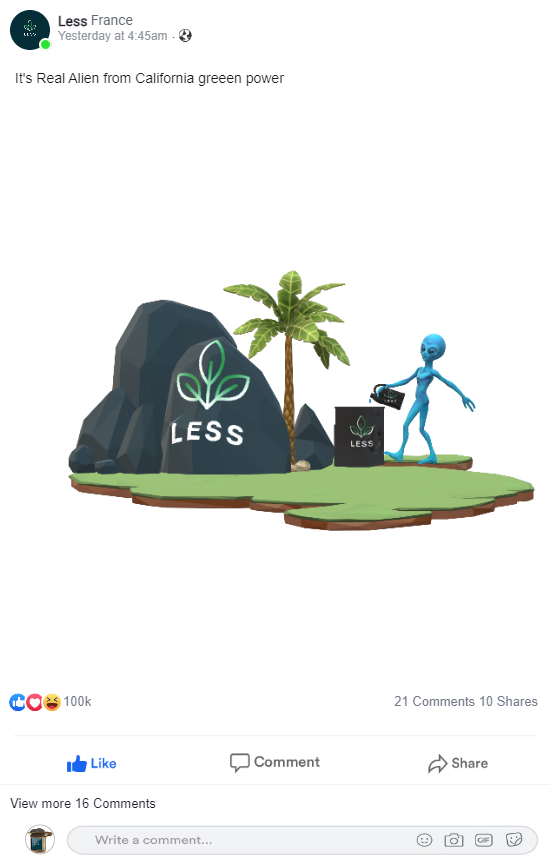 Less France
Yesterday at 4:45am ·
It's Real Alien from California greeen power
LESS
LESS
100k
21 Comments 10 Shares
Like
Comment
Share
View more 16 Comments
Write a comment...
GIF